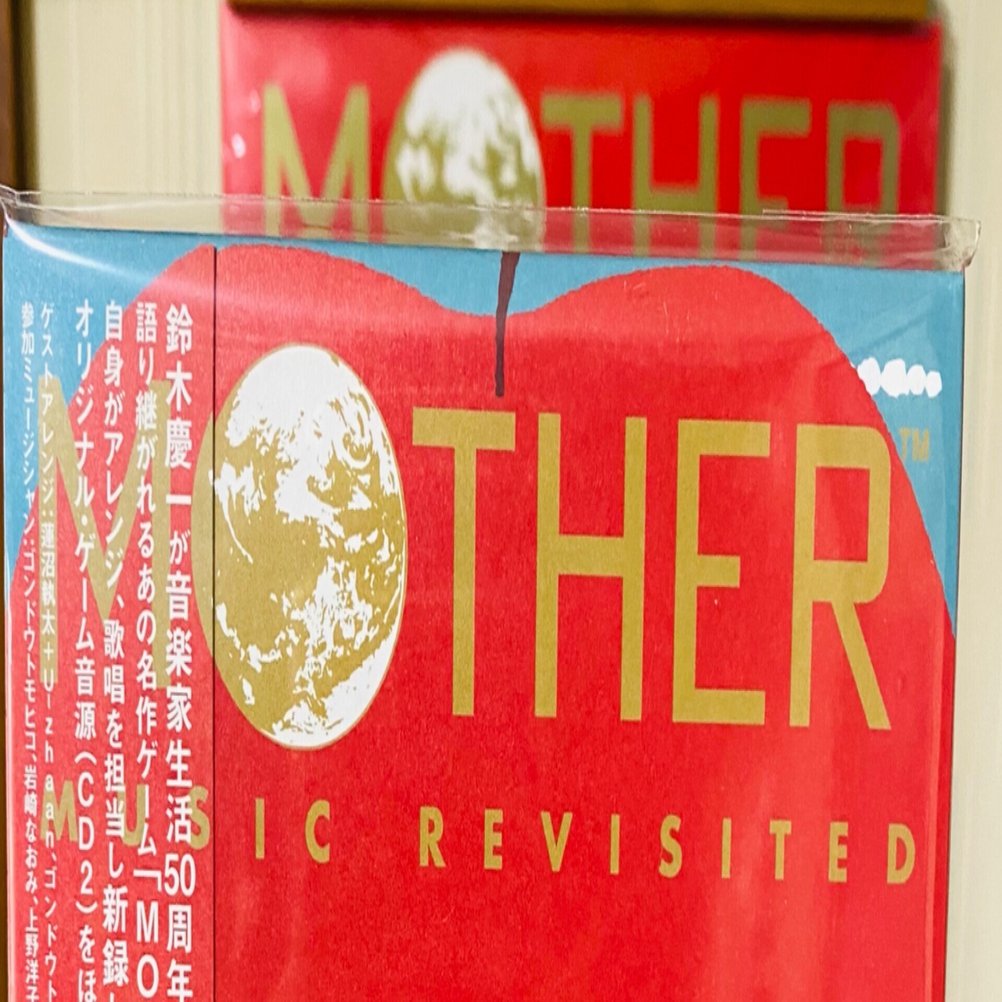 MOTHER
MOTHER™
MUSIC REVISITED
鈴木慶一が音楽家生活50周年
語り継がれるあの名作ゲーム「MO
自身がアレンジ、歌唱を担当し新録
オリジナル・ゲーム音源(CD2)をほ
ゲストアレンジ:蓮沼執太+U-zhaan、ゴンドウト
参加ミュージシャン:ゴンドウトモヒコ、岩崎なおみ、上野洋子